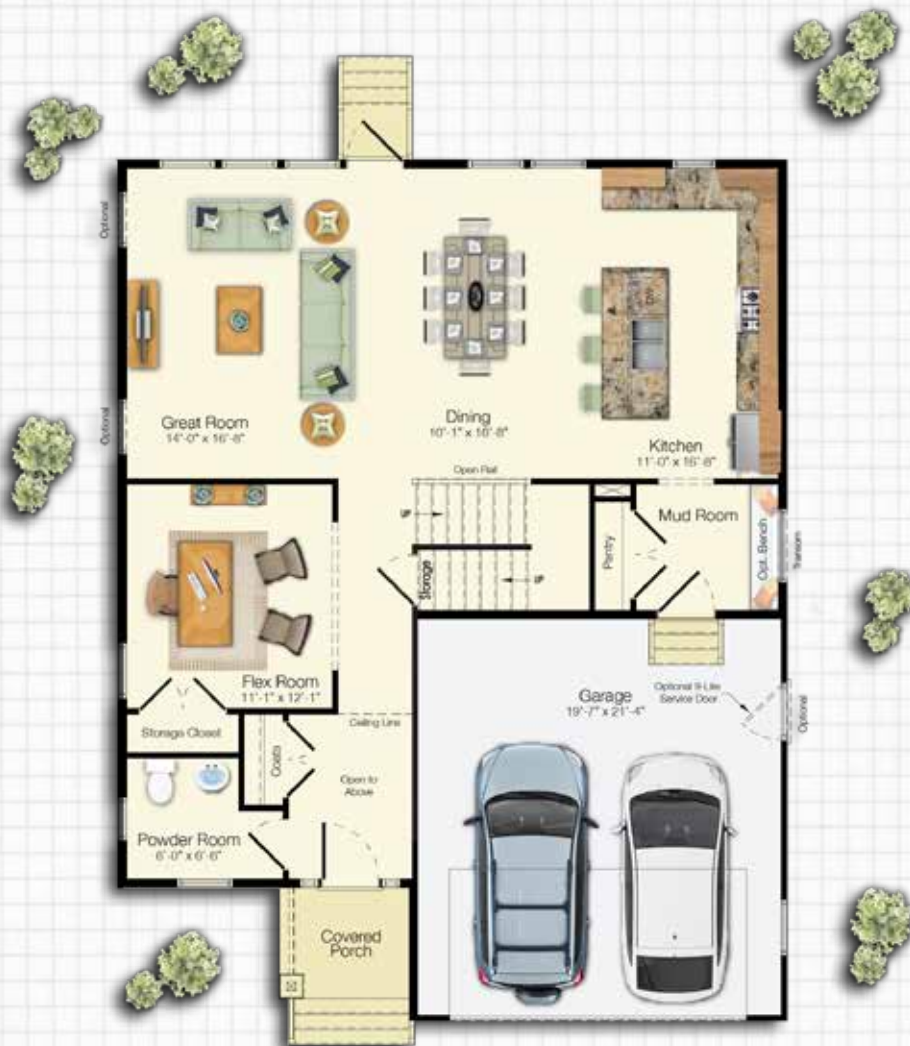 Optional
Optional
Great Room
14'-0" x 16'-8"
Dining
10'-1" x 16'-8"
DW
Kitchen
11'-0" x 16'-8"
Open Rail
UP
UP
Storage
Pantry
Mud Room
Opt. Bench
Transom
Flex Room
11'-1" x 12'-1"
Storage Closet
Coats
Ceiling Line
Open to
Above
Powder Room
6'-0" x 6'-6"
Garage
19'-7" x 21'-4"
Optional 9-Lite
Service Door
Optional
Covered
Porch